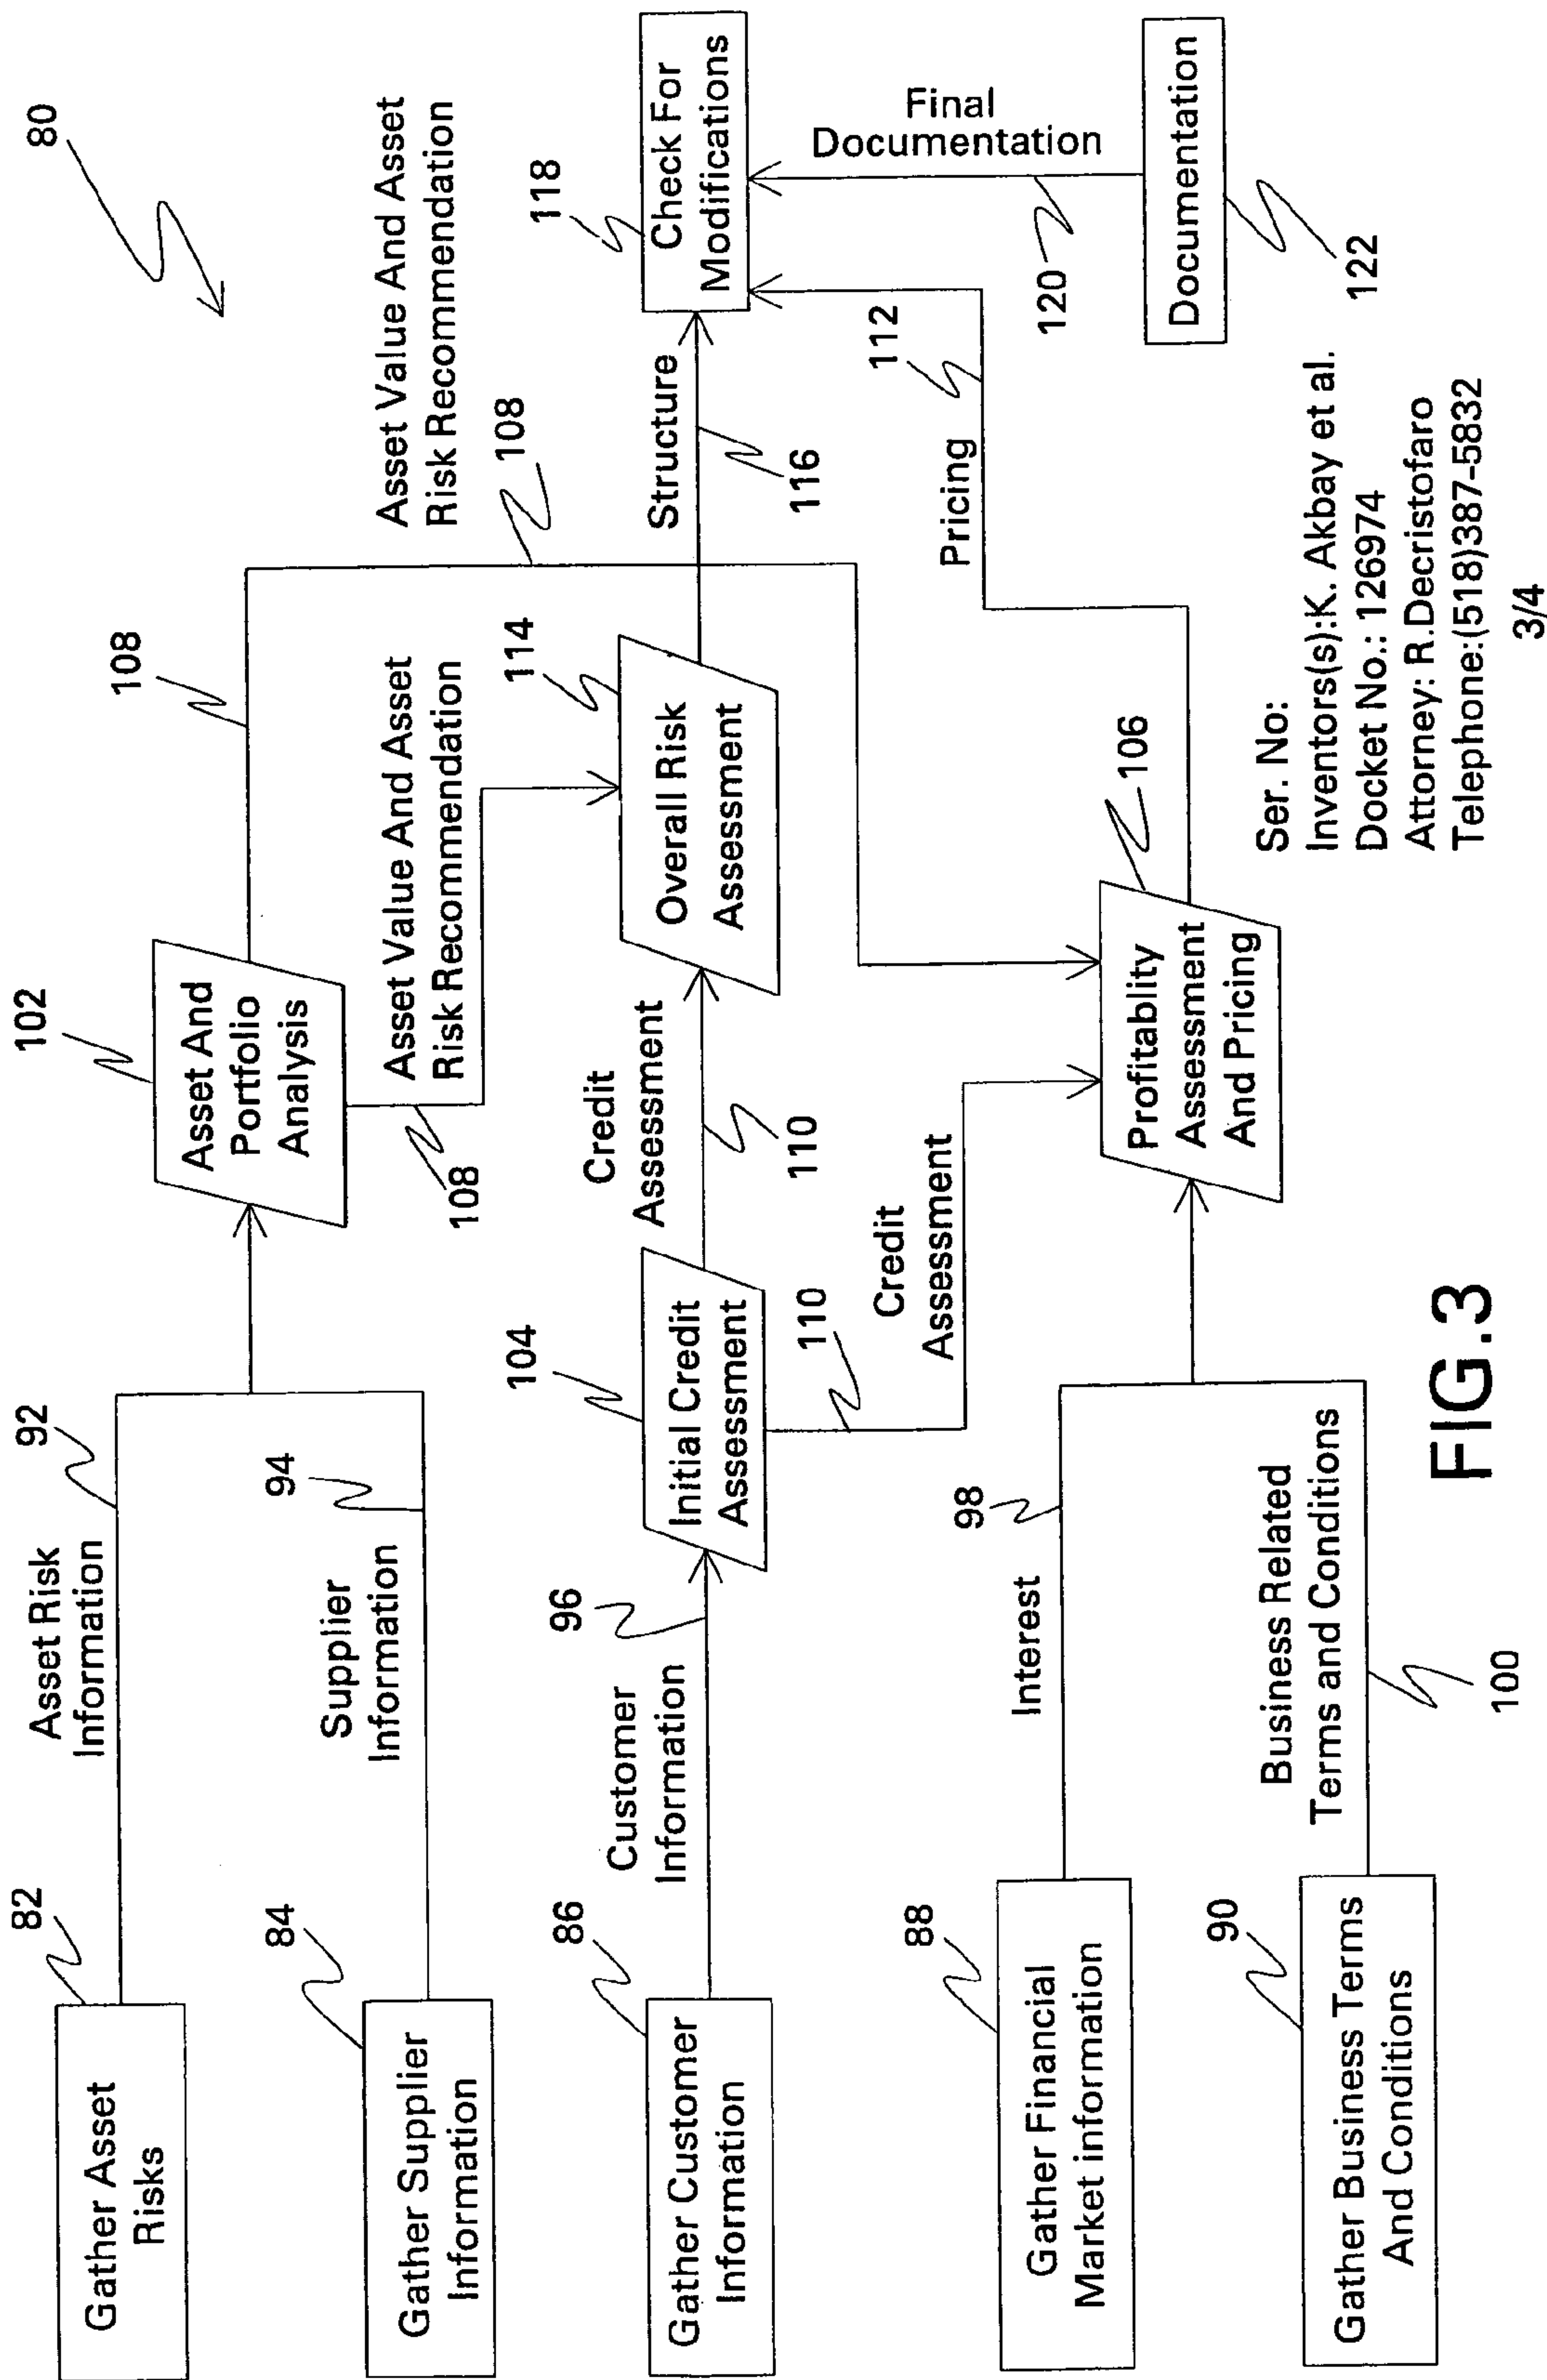 80
82
Gather Asset
Risks
Asset Risk
Information
92
84
Gather Supplier
Information
Supplier
Information
94
102
Asset And
Portfolio
Analysis
108
108
Asset Value And Asset
Risk Recommendation
Asset Value And Asset
Risk Recommendation
108
86
Gather Customer
Information
Customer
Information
96
104
Initial Credit
Assessment
Credit
Assessment
110
110
Credit
Assessment
114
Overall Risk
Assessment
Structure
116
118
Check For
Modifications
88
Gather Financial
Market information
Interest
98
90
Gather Business Terms
And Conditions
Business Related
Terms and Conditions
100
106
Profitablity
Assessment
And Pricing
Pricing
112
Final
Documentation
120
Documentation
122
FIG.3
Ser. No:
Inventors(s):K. Akbay et al.
Docket No.: 126974
Attorney: R.Decristofaro
Telephone:(518)387-5832
3/4